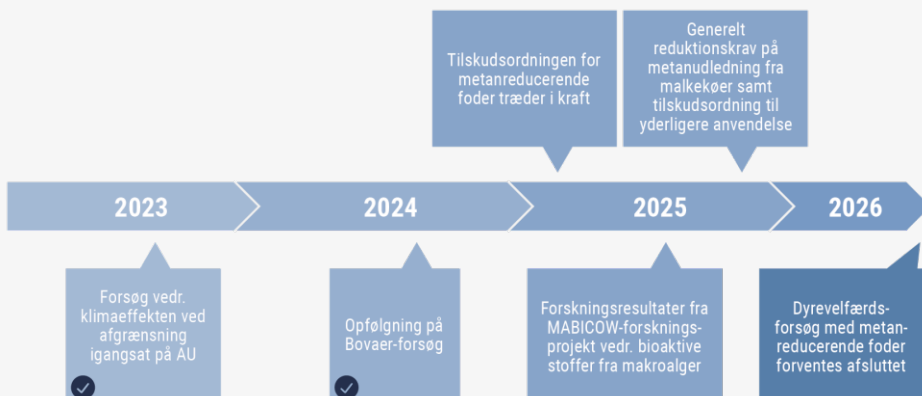 Tilskudsordningen for
metanreducerende
foder træder i kraft
Generelt
reduktionskrav på
metanudledning fra
malkekøer samt
tilskudsordning til
yderligere anvendelse
2023
2024
2025
2026
Forsøg vedr.
klimaeffekten ved
afgræsning
igangsat på AU
Opfølgning på
Bovaer-forsøg
Forskningsresultater fra
MABICOW-forsknings-
projekt vedr. bioaktive
stoffer fra makroalger
Dyrevelfærds-
forsøg med metan-
reducerende foder
forventes afsluttet